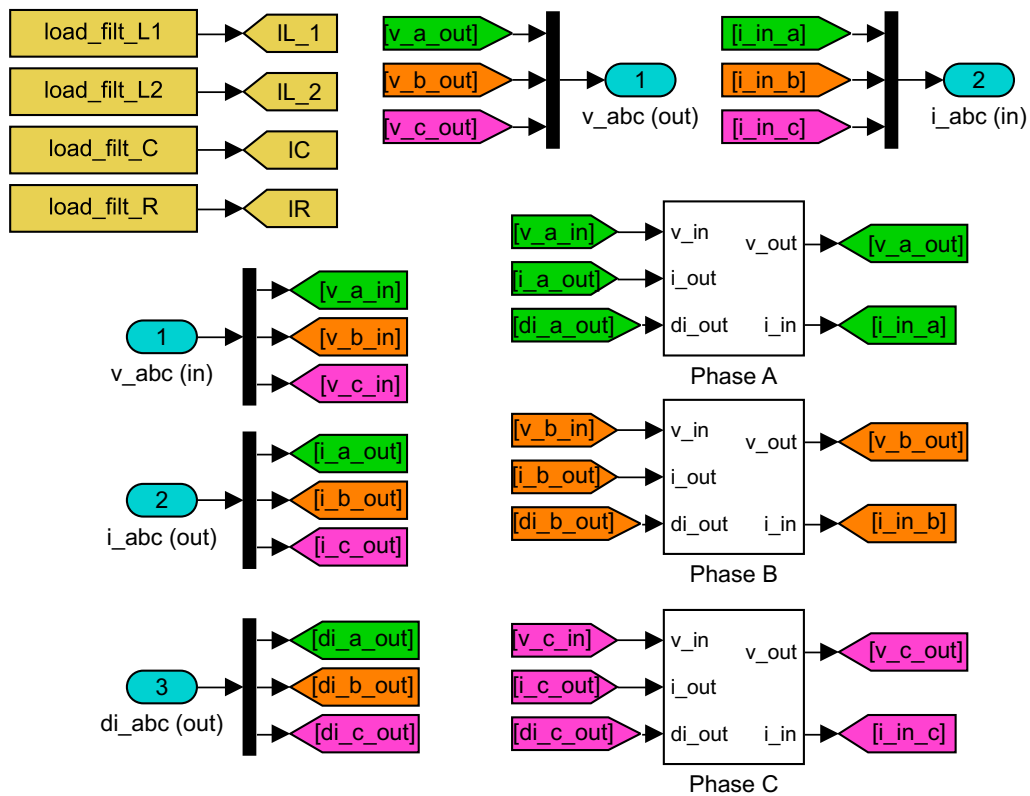 load_filt_L1
IL_1
load_filt_L2
IL_2
load_filt_C
IC
load_filt_R
IR
[v_a_out]
[v_b_out]
[v_c_out]
1
v_abc (out)
[i_in_a]
[i_in_b]
[i_in_c]
2
i_abc (in)
1
v_abc (in)
[v_a_in]
[v_b_in]
[v_c_in]
2
i_abc (out)
[i_a_out]
[i_b_out]
[i_c_out]
3
di_abc (out)
[di_a_out]
[di_b_out]
[di_c_out]
[v_a_in]
[i_a_out]
[di_a_out]
v_in
i_out
di_out
v_out
i_in
[v_a_out]
[i_in_a]
Phase A
[v_b_in]
[i_b_out]
[di_b_out]
v_in
i_out
di_out
v_out
i_in
[v_b_out]
[i_in_b]
Phase B
[v_c_in]
[i_c_out]
[di_c_out]
v_in
i_out
di_out
v_out
i_in
[v_c_out]
[i_in_c]
Phase C